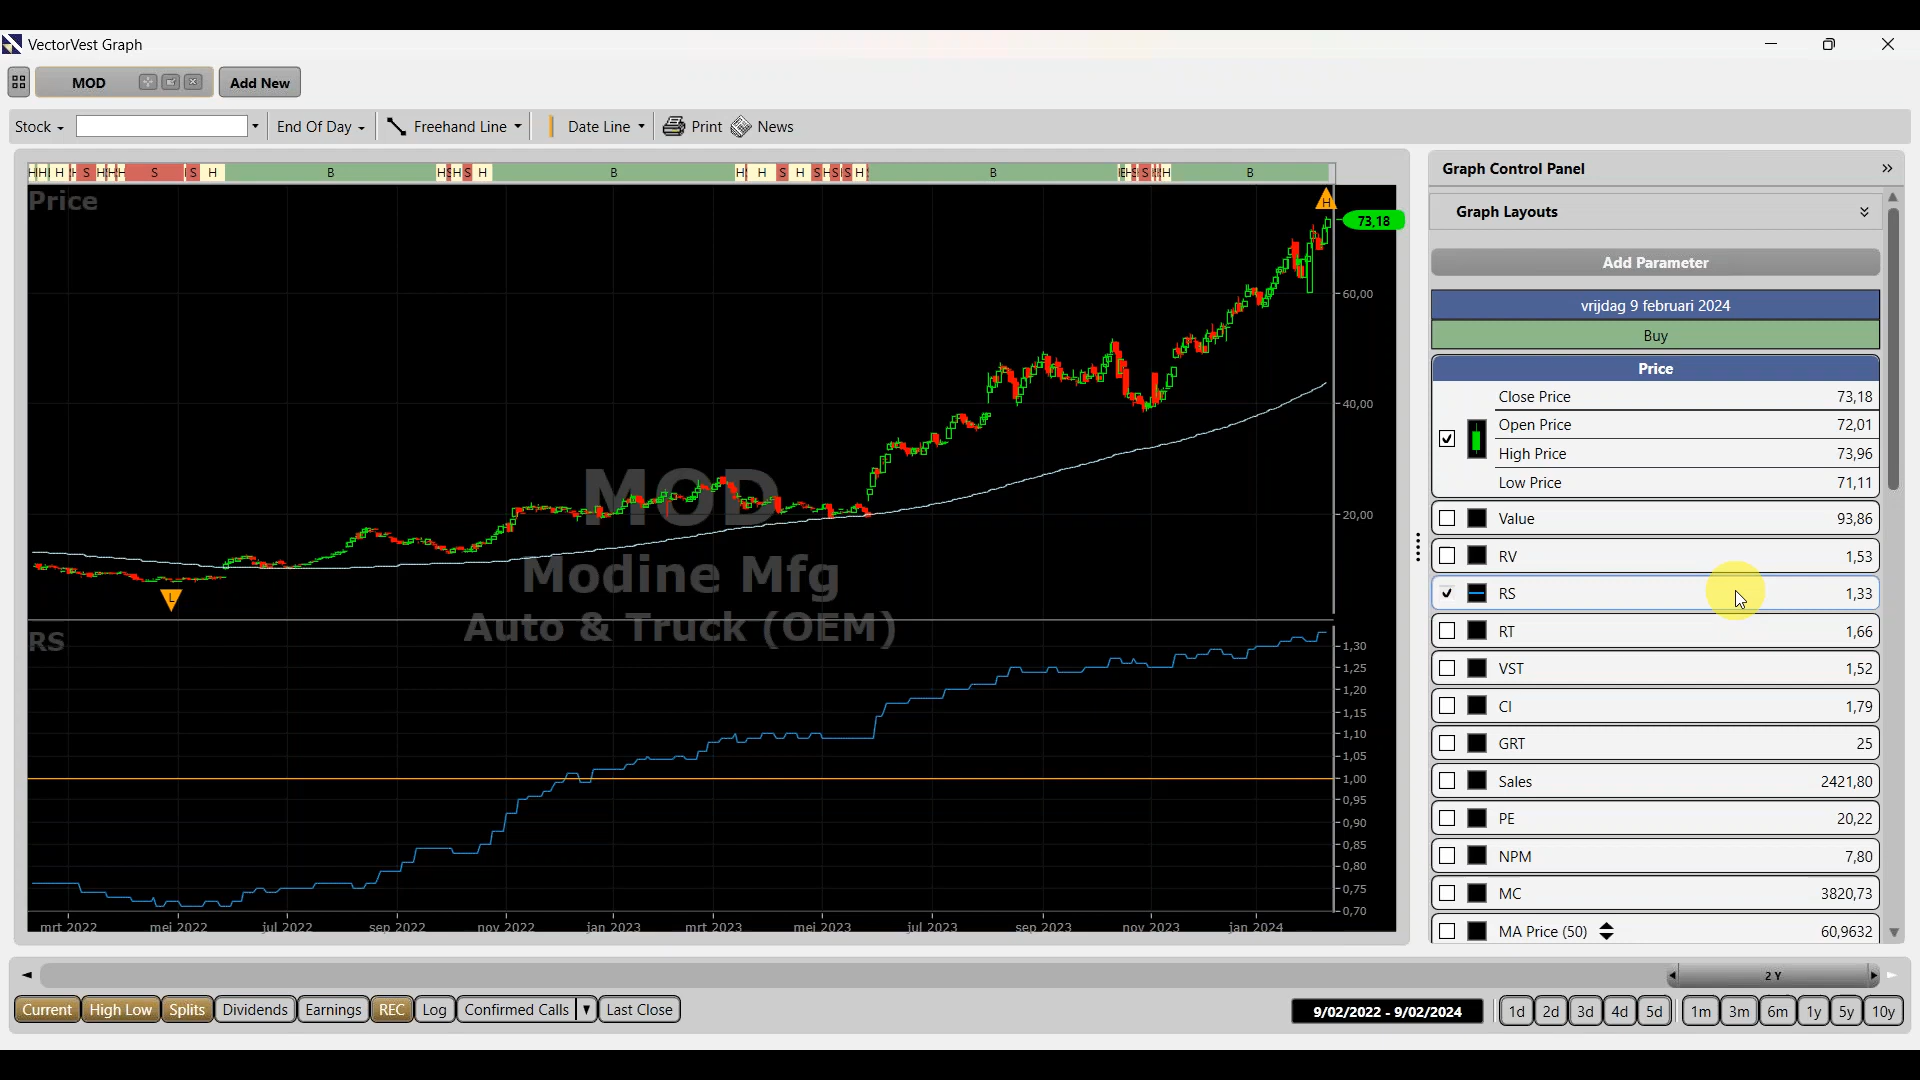 VectorVest Graph
MOD
Add New
Stock
End Of Day
Freehand Line
Date Line
Print
News
H S H B H S H B H H S H S S H B S H B
Price
H
73,18
60,00
40,00
20,00
L
MOD
Modine Mfg
Auto & Truck (OEM)
RS
1,30
1,25
1,20
1,15
1,10
1,05
1,00
0,95
0,90
0,85
0,80
0,75
0,70
mrt 2022 mei 2022 jul 2022 sep 2022 nov 2022 jan 2023 mrt 2023 mei 2023 jul 2023 sep 2023 nov 2023 jan 2024
Graph Control Panel
Graph Layouts
Add Parameter
vrijdag 9 februari 2024
Buy
Price
Close Price 73,18
Open Price 72,01
High Price 73,96
Low Price 71,11
Value 93,86
RV 1,53
RS 1,33
RT 1,66
VST 1,52
CI 1,79
GRT 25
Sales 2421,80
PE 20,22
NPM 7,80
MC 3820,73
MA Price (50) 60,9632
2 Y
Current High Low Splits Dividends Earnings REC Log Confirmed Calls Last Close
9/02/2022 - 9/02/2024
1d 2d 3d 4d 5d 1m 3m 6m 1y 5y 10y